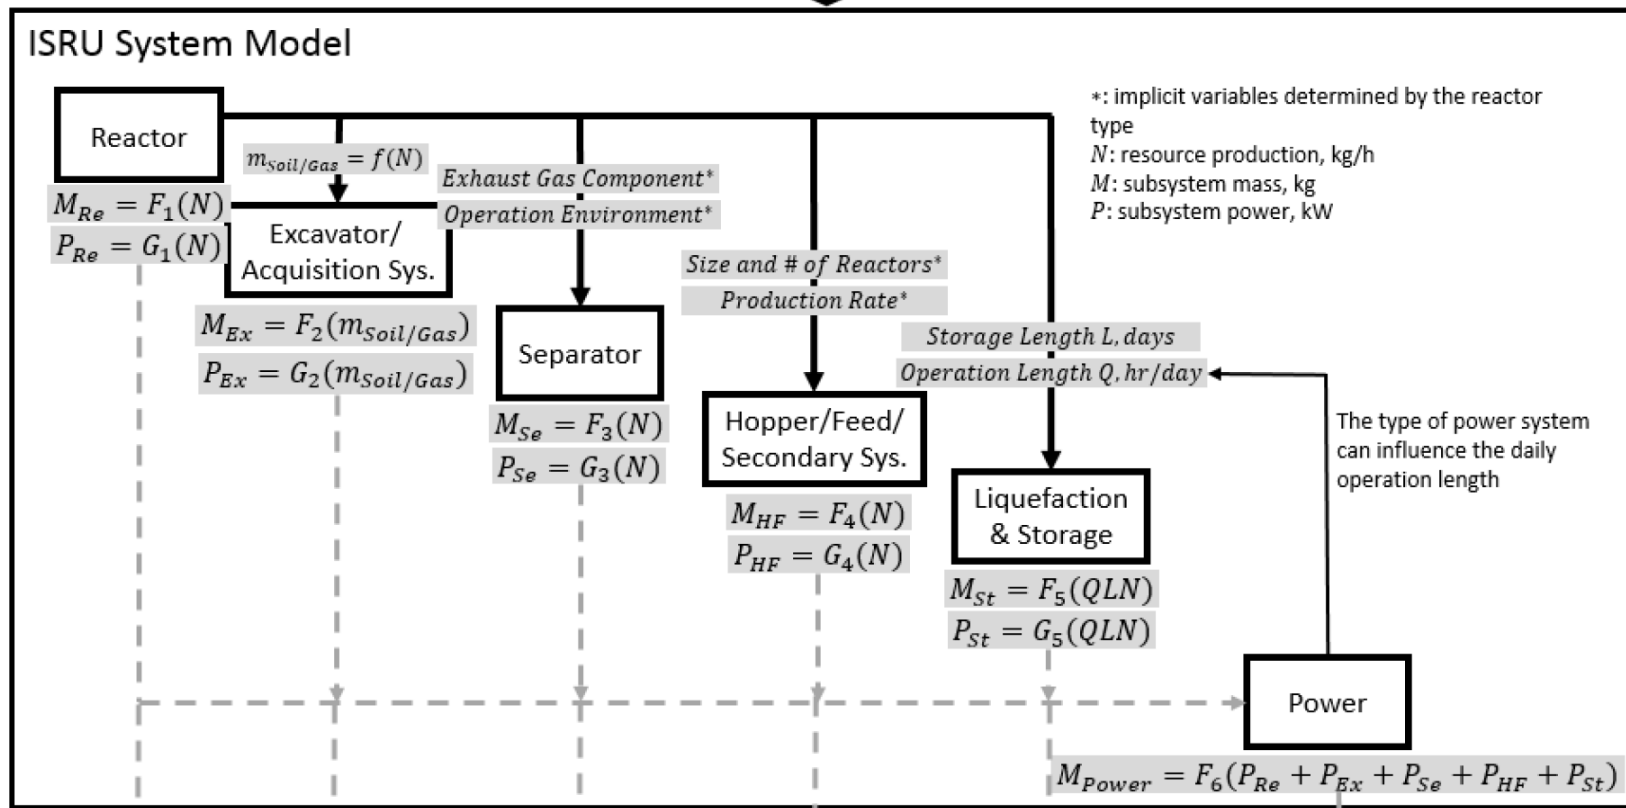 ISRU System Model
Reactor
M_Re = F_1(N)
P_Re = G_1(N)
m_Soil/Gas = f(N)
Excavator/
Acquisition Sys.
M_Ex = F_2(m_Soil/Gas)
P_Ex = G_2(m_Soil/Gas)
Exhaust Gas Component*
Operation Environment*
Separator
M_Se = F_3(N)
P_Se = G_3(N)
Size and # of Reactors*
Production Rate*
Hopper/Feed/
Secondary Sys.
M_HF = F_4(N)
P_HF = G_4(N)
Storage Length L, days
Operation Length Q, hr/day
Liquefaction
& Storage
M_St = F_5(QLN)
P_St = G_5(QLN)
*: implicit variables determined by the reactor
type
N: resource production, kg/h
M: subsystem mass, kg
P: subsystem power, kW
The type of power system
can influence the daily
operation length
Power
M_Power = F_6(P_Re + P_Ex + P_Se + P_HF + P_St)